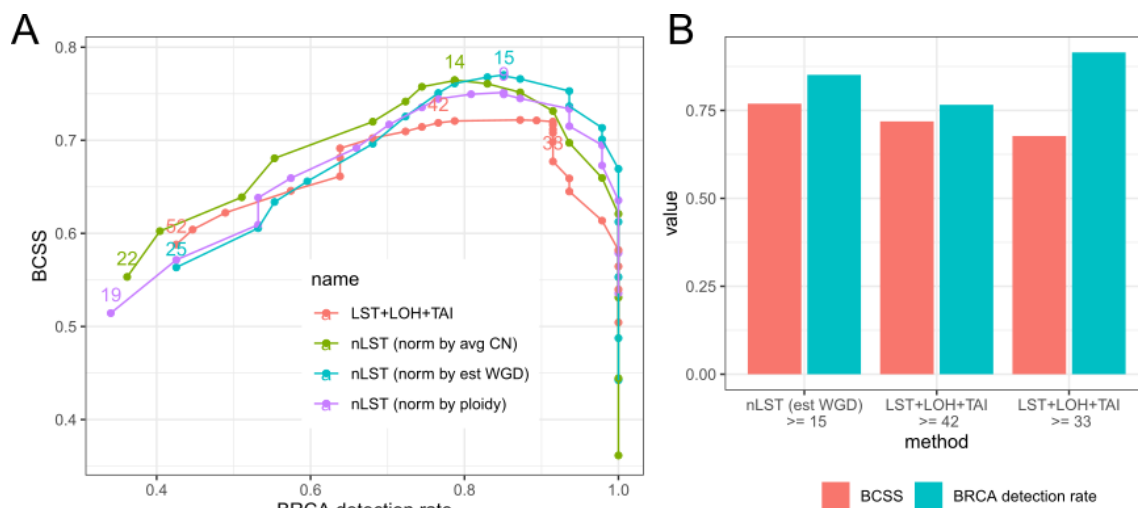 A
B
0.8
0.7
0.6
0.5
0.4
BCSS
14
15
42
33
52
22
25
19
name
LST+LOH+TAI
nLST (norm by avg CN)
nLST (norm by est WGD)
nLST (norm by ploidy)
0.4
0.6
0.8
1.0
BRCA detection rate
value
0.75
0.50
0.25
0.00
nLST (est WGD)
>= 15
LST+LOH+TAI
>= 42
LST+LOH+TAI
>= 33
method
BCSS
BRCA detection rate